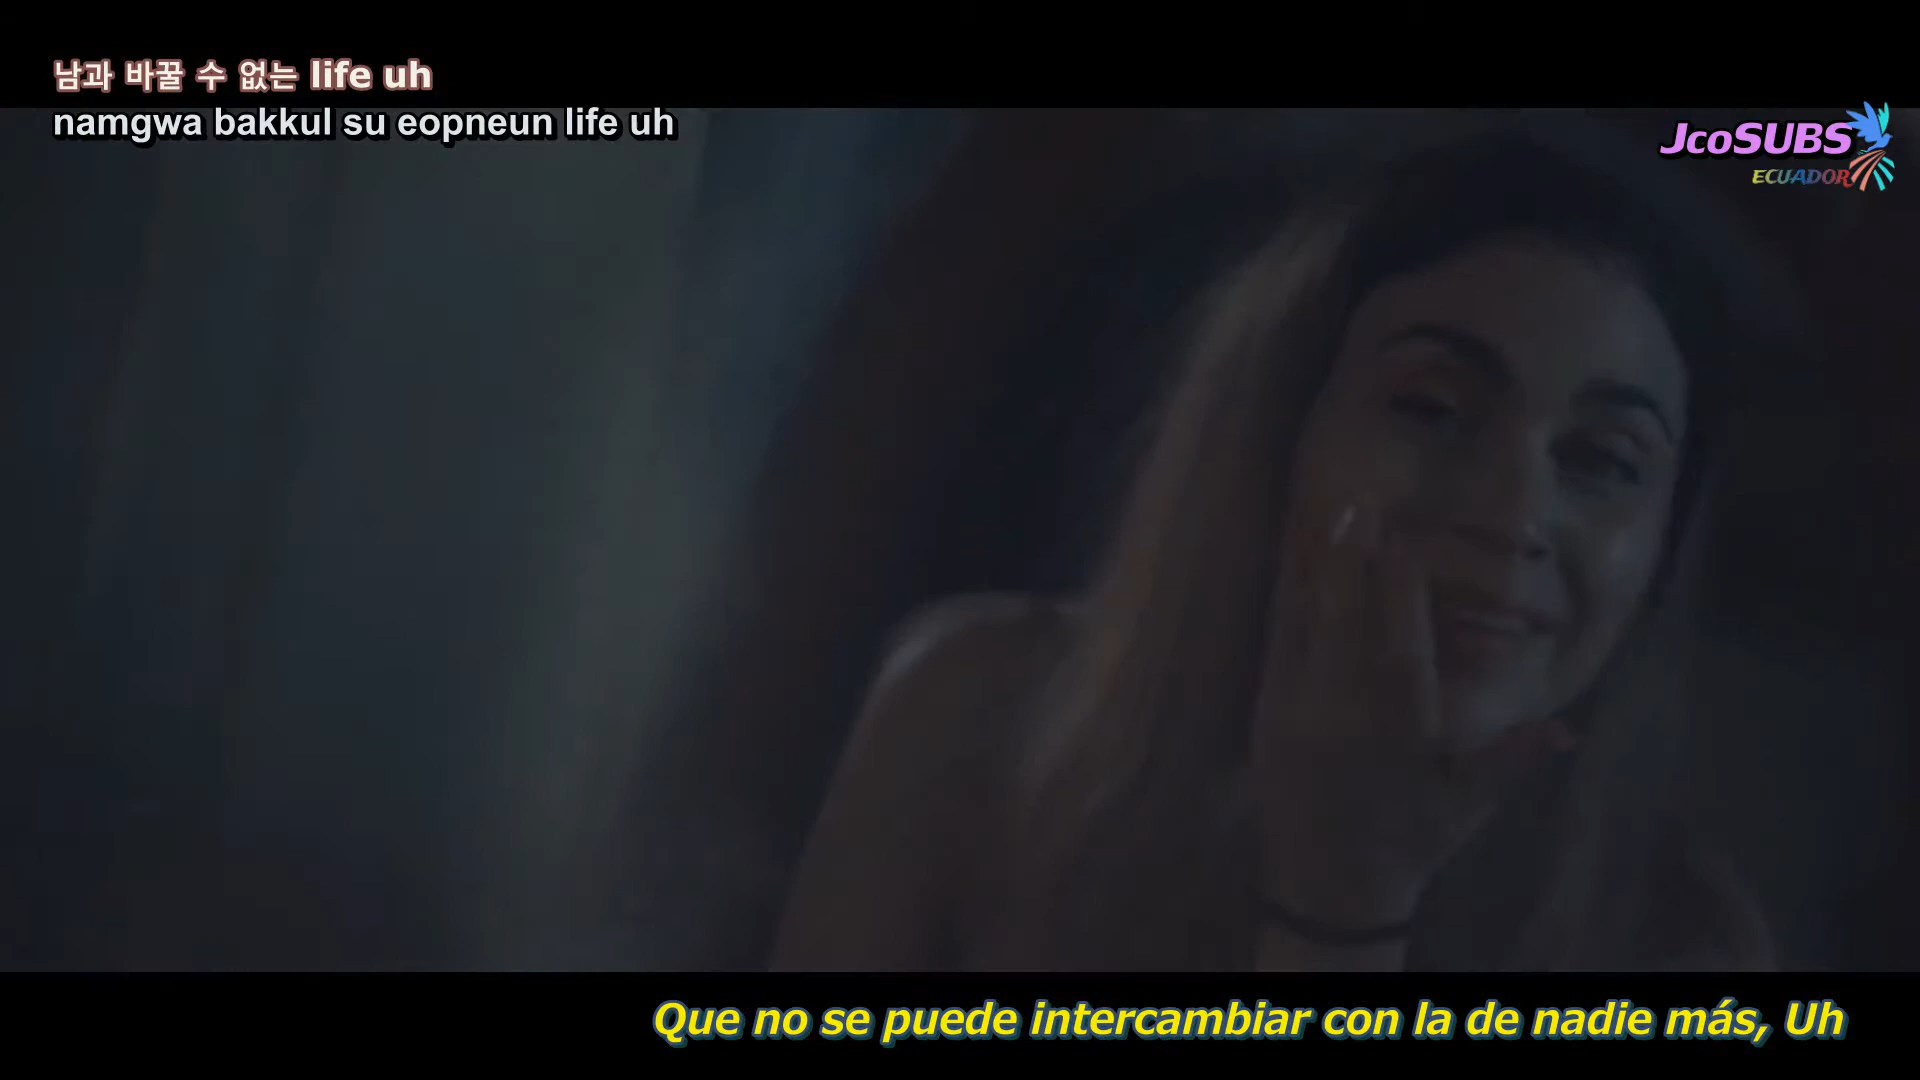 남과 바꿀 수 없는 life uh
namgwa bakkul su eopneun life uh
JcoSUBS
ECUADOR
Que no se puede intercambiar con la de nadie más, Uh